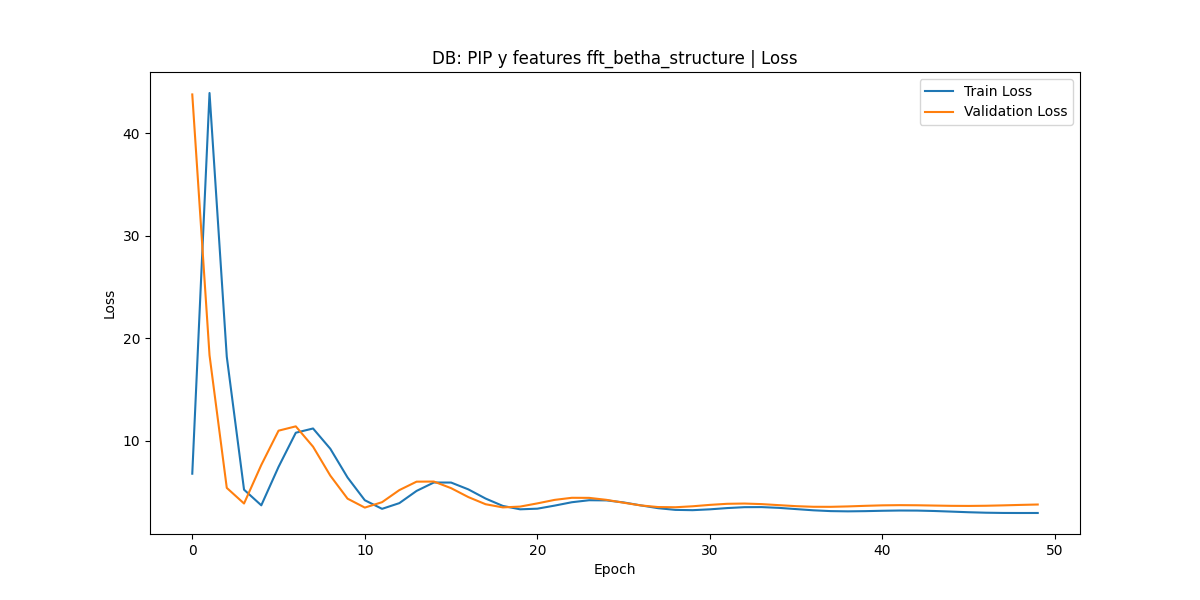 DB: PIP y features fft_betha_structure | Loss
Train Loss
Validation Loss
Loss
40
30
20
10
0 10 20 30 40 50
Epoch